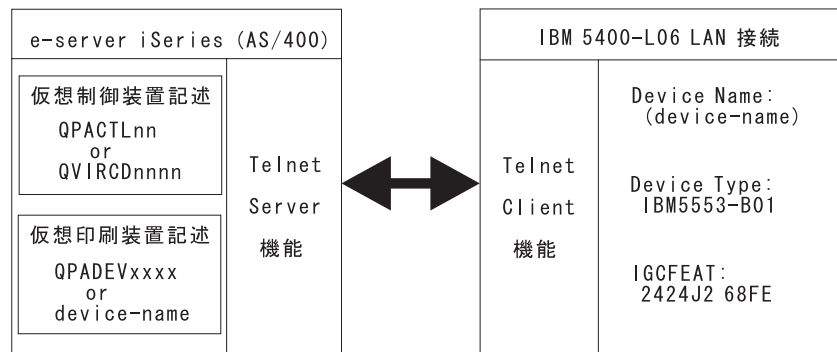 e-server iSeries (AS/400)
仮想制御装置記述
QPACTLnn
or
QVIRCDnnnn
仮想印刷装置記述
QPADEVxxxx
or
device-name
Telnet
Server
機能
IBM 5400-L06 LAN 接続
Telnet
Client
機能
Device Name:
(device-name)
Device Type:
IBM5553-B01
IGCFEAT:
2424J2 68FE